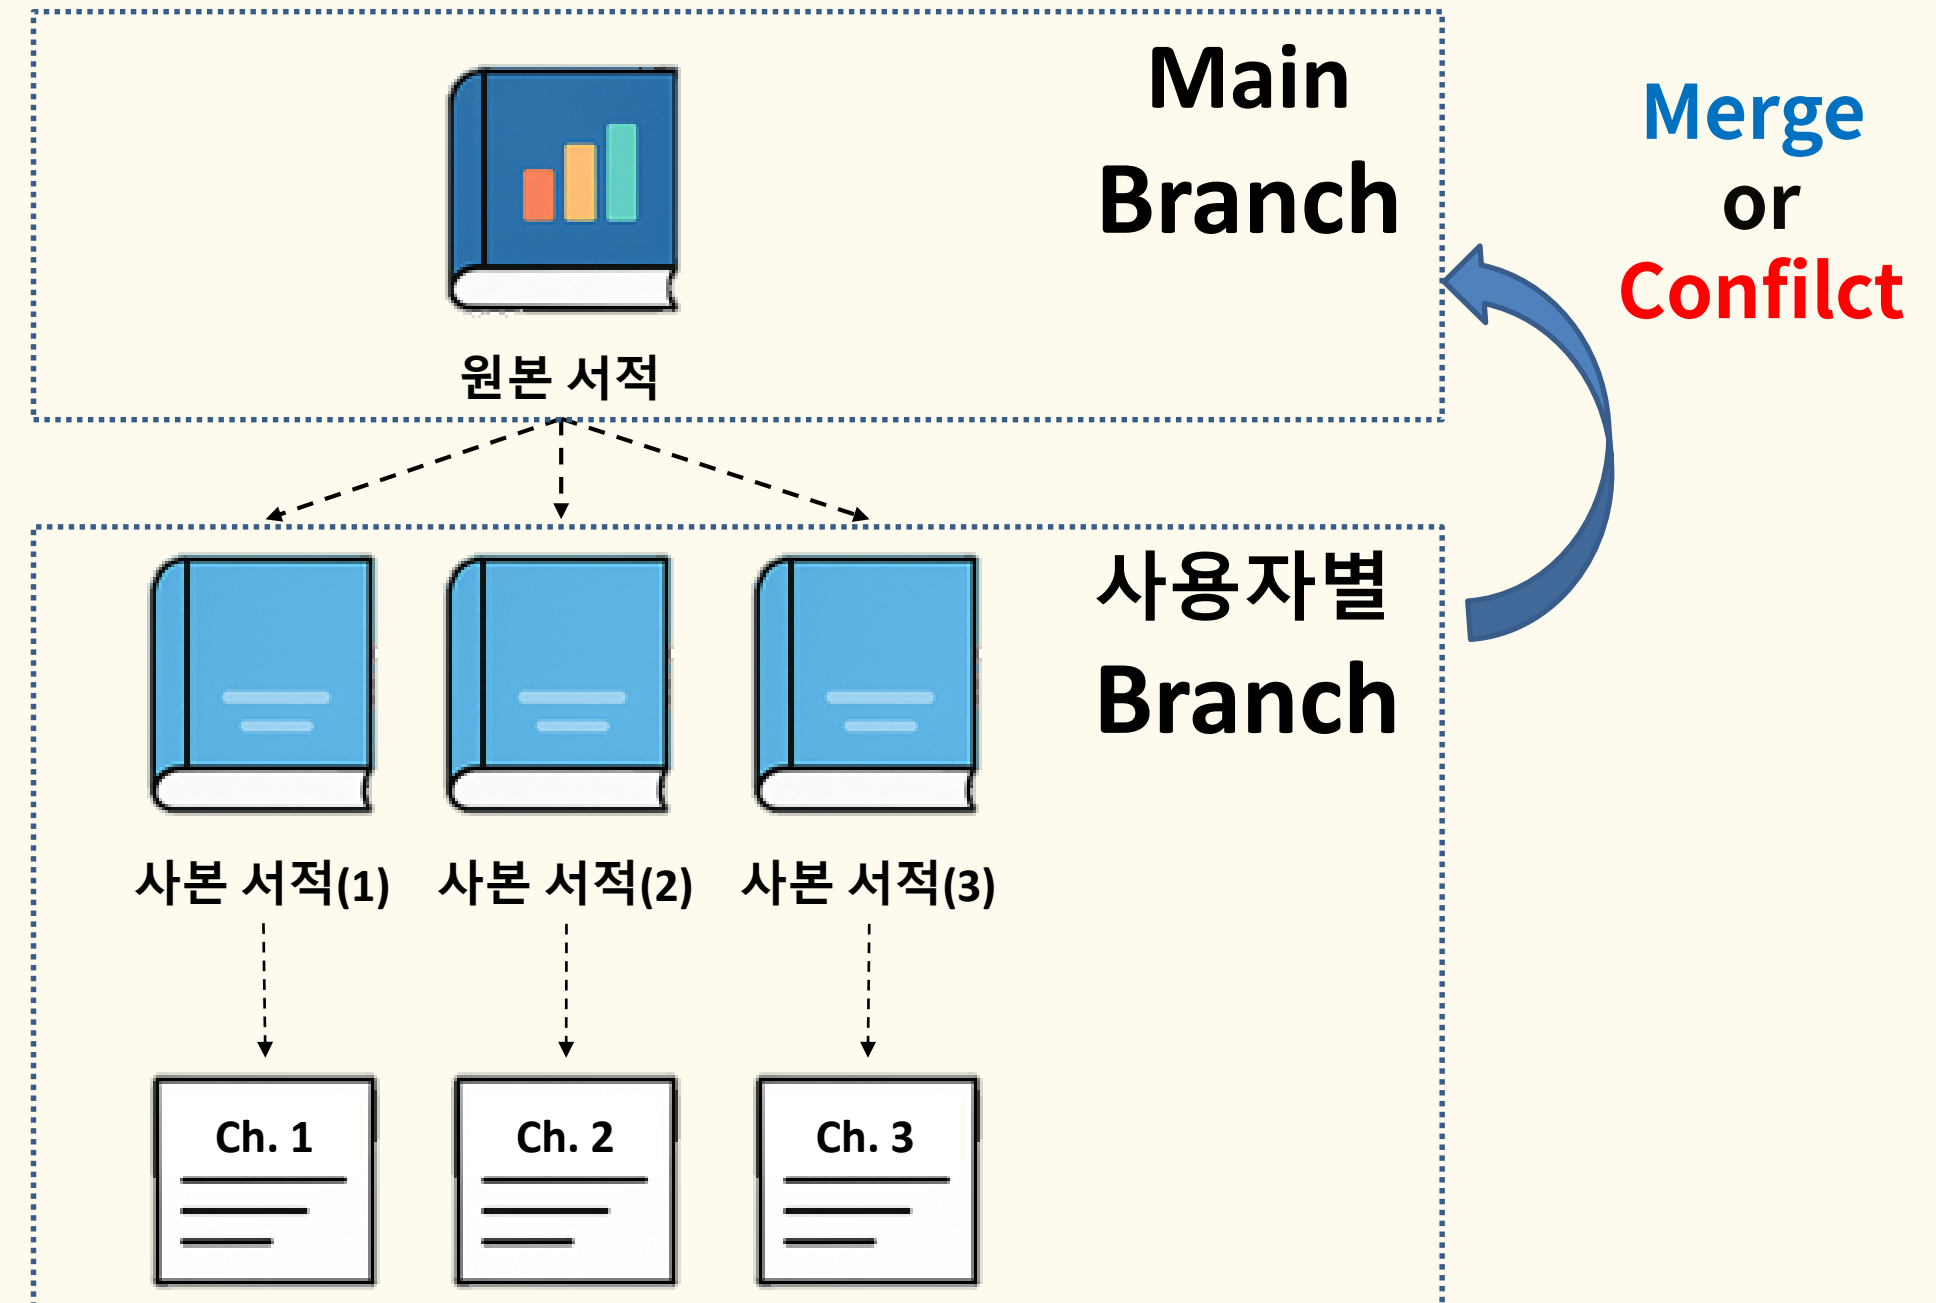 Main
Branch
Merge
or
Confilct
원본 서적
사용자별
Branch
사본 서적(1)
사본 서적(2)
사본 서적(3)
Ch. 1
Ch. 2
Ch. 3